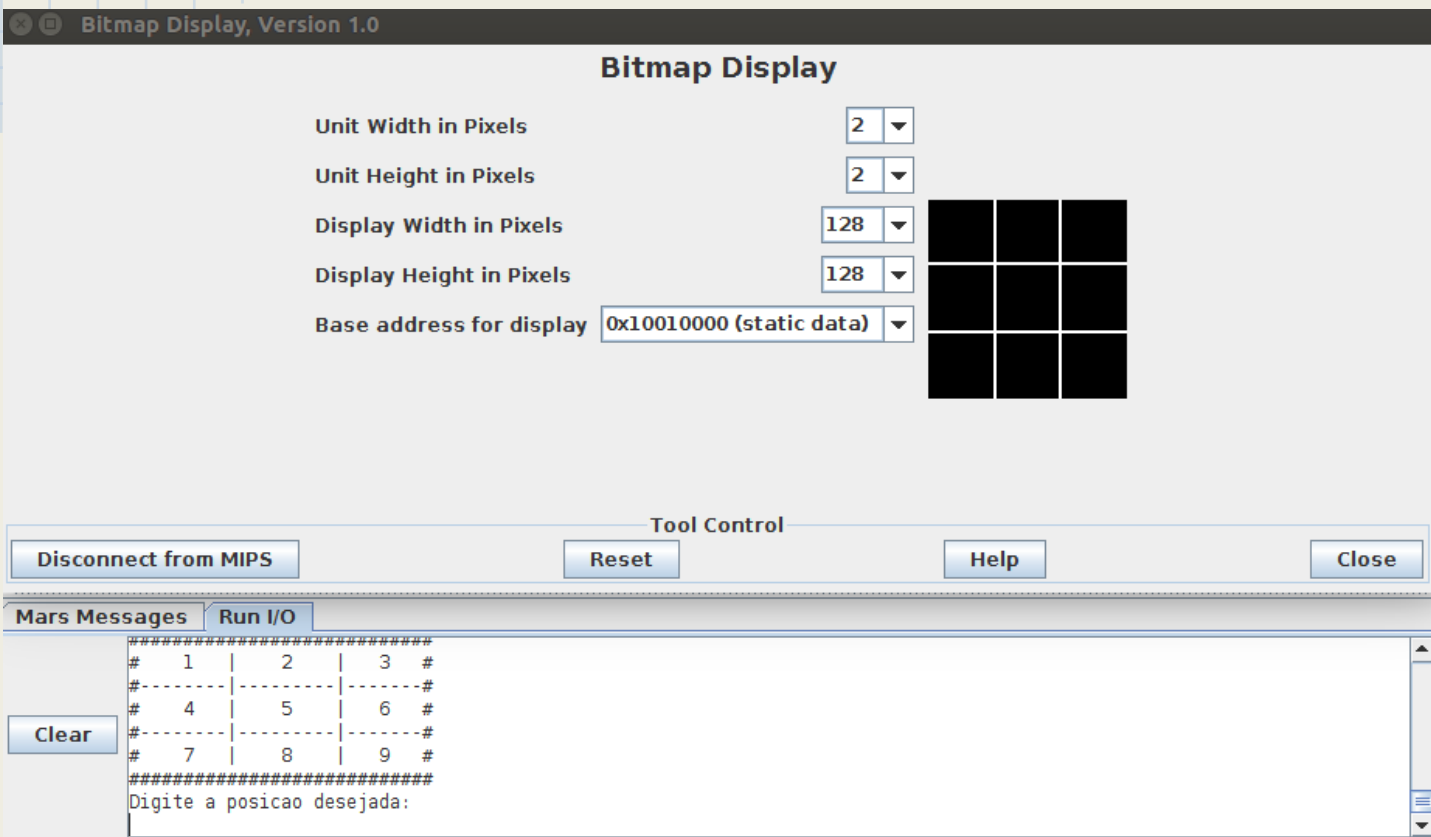 Bitmap Display, Version 1.0
Bitmap Display
Unit Width in Pixels 2
Unit Height in Pixels 2
Display Width in Pixels 128
Display Height in Pixels 128
Base address for display 0x10010000 (static data)
Tool Control
Disconnect from MIPS Reset Help Close
Mars Messages Run I/O
Clear
############################
#    1   |    2    |   3   #
#--------|---------|-------#
#    4   |    5    |   6   #
#--------|---------|-------#
#    7   |    8    |   9   #
############################
Digite a posicao desejada: